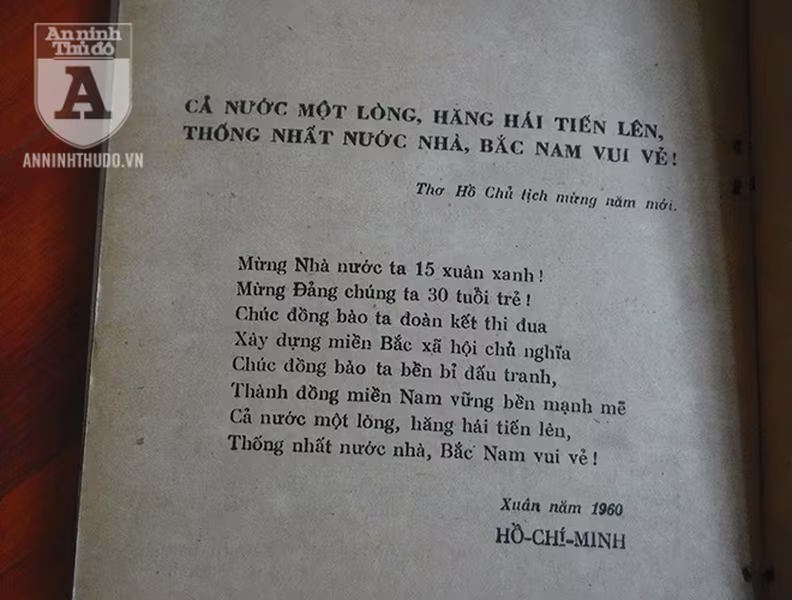 An ninh
Thủ đô
A
ANNINHTHUDO.VN
CẢ NƯỚC MỘT LÒNG, HĂNG HÁI TIẾN LÊN,
THỐNG NHẤT NƯỚC NHÀ, BẮC NAM VUI VẺ!
Thơ Hồ Chủ tịch mừng năm mới.
Mừng Nhà nước ta 15 xuân xanh!
Mừng Đảng chúng ta 30 tuổi trẻ!
Chúc đồng bào ta đoàn kết thi đua
Xây dựng miền Bắc xã hội chủ nghĩa
Chúc đồng bào ta bền bỉ đấu tranh,
Thành đồng miền Nam vững bền mạnh mẽ
Cả nước một lòng, hăng hái tiến lên,
Thống nhất nước nhà, Bắc Nam vui vẻ!
Xuân năm 1960
HỒ-CHÍ-MINH